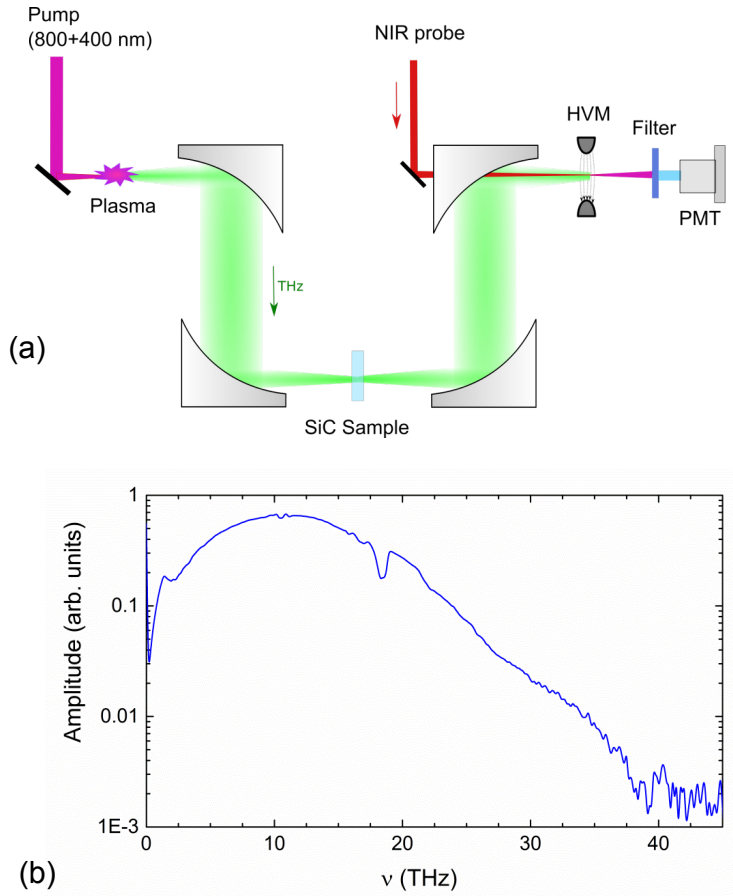 Pump
(800+400 nm)
NIR probe
HVM
Filter
Plasma
PMT
THz
(a)
SiC Sample
1
0.1
0.01
1E-3
Amplitude (arb. units)
0
10
20
30
40
ν (THz)
(b)